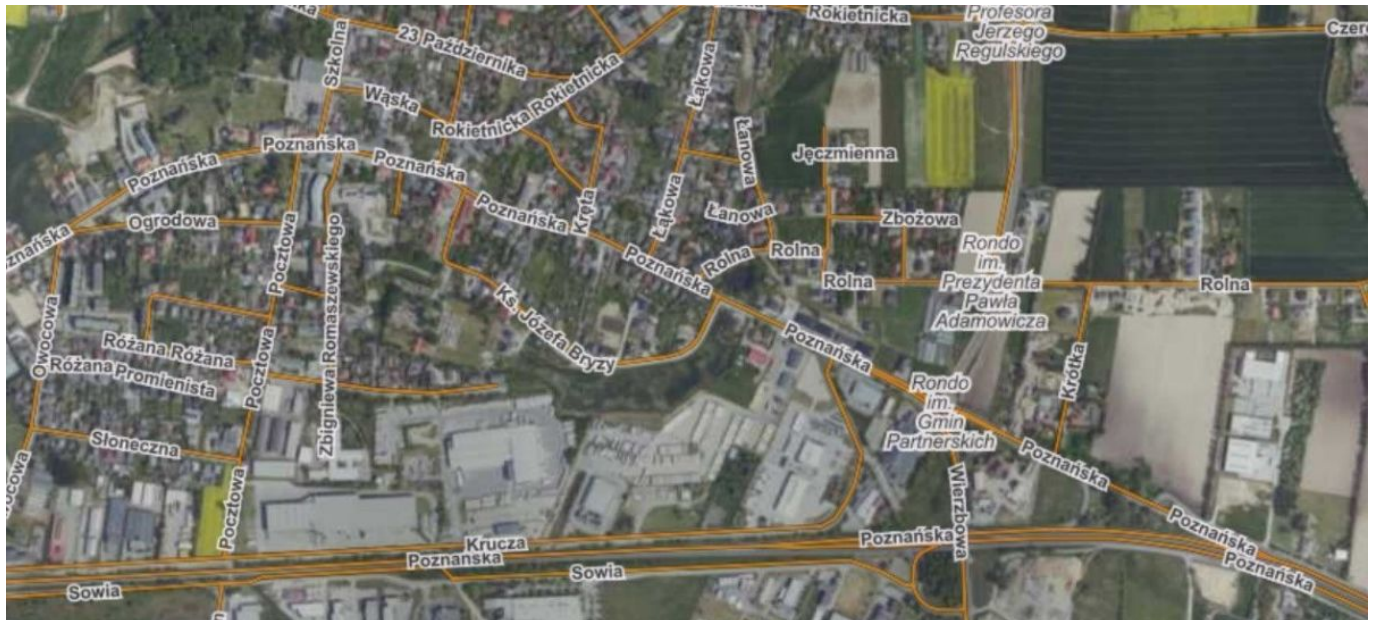 Rokietnicka
Profesora
Jerzego
Regulskiego
Szkolna
23 Października
Łąkowa
Wąska
Rokietnicka Rokietnicka
Poznańska
Poznańska
Poznańska
Łanowa
Jęczmienna
Poznańska
Kręta
Łąkowa
Łanowa
Zbożowa
Ogrodowa
Pocztowa
Zbigniewa Romaszewskiego
Poznańska
Rolna
Rolna
Rolna
Rondo
im.
Prezydenta
Pawła
Adamowicza
Rolna
Ks. Józefa Bryzy
Owocowa
Różana Różana
Różana Promienista
Pocztowa
Poznańska
Krótka
Rondo
im.
Gmin
Partnerskich
Słoneczna
Poznańska
Pocztowa
Wierzbowa
Poznańska
Krucza
Poznańska
Poznańska
Poznańska
Sowia
Sowia